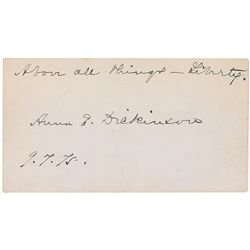 Above all things – Liberty.
Anna E. Dickinson
9. 7. 75.